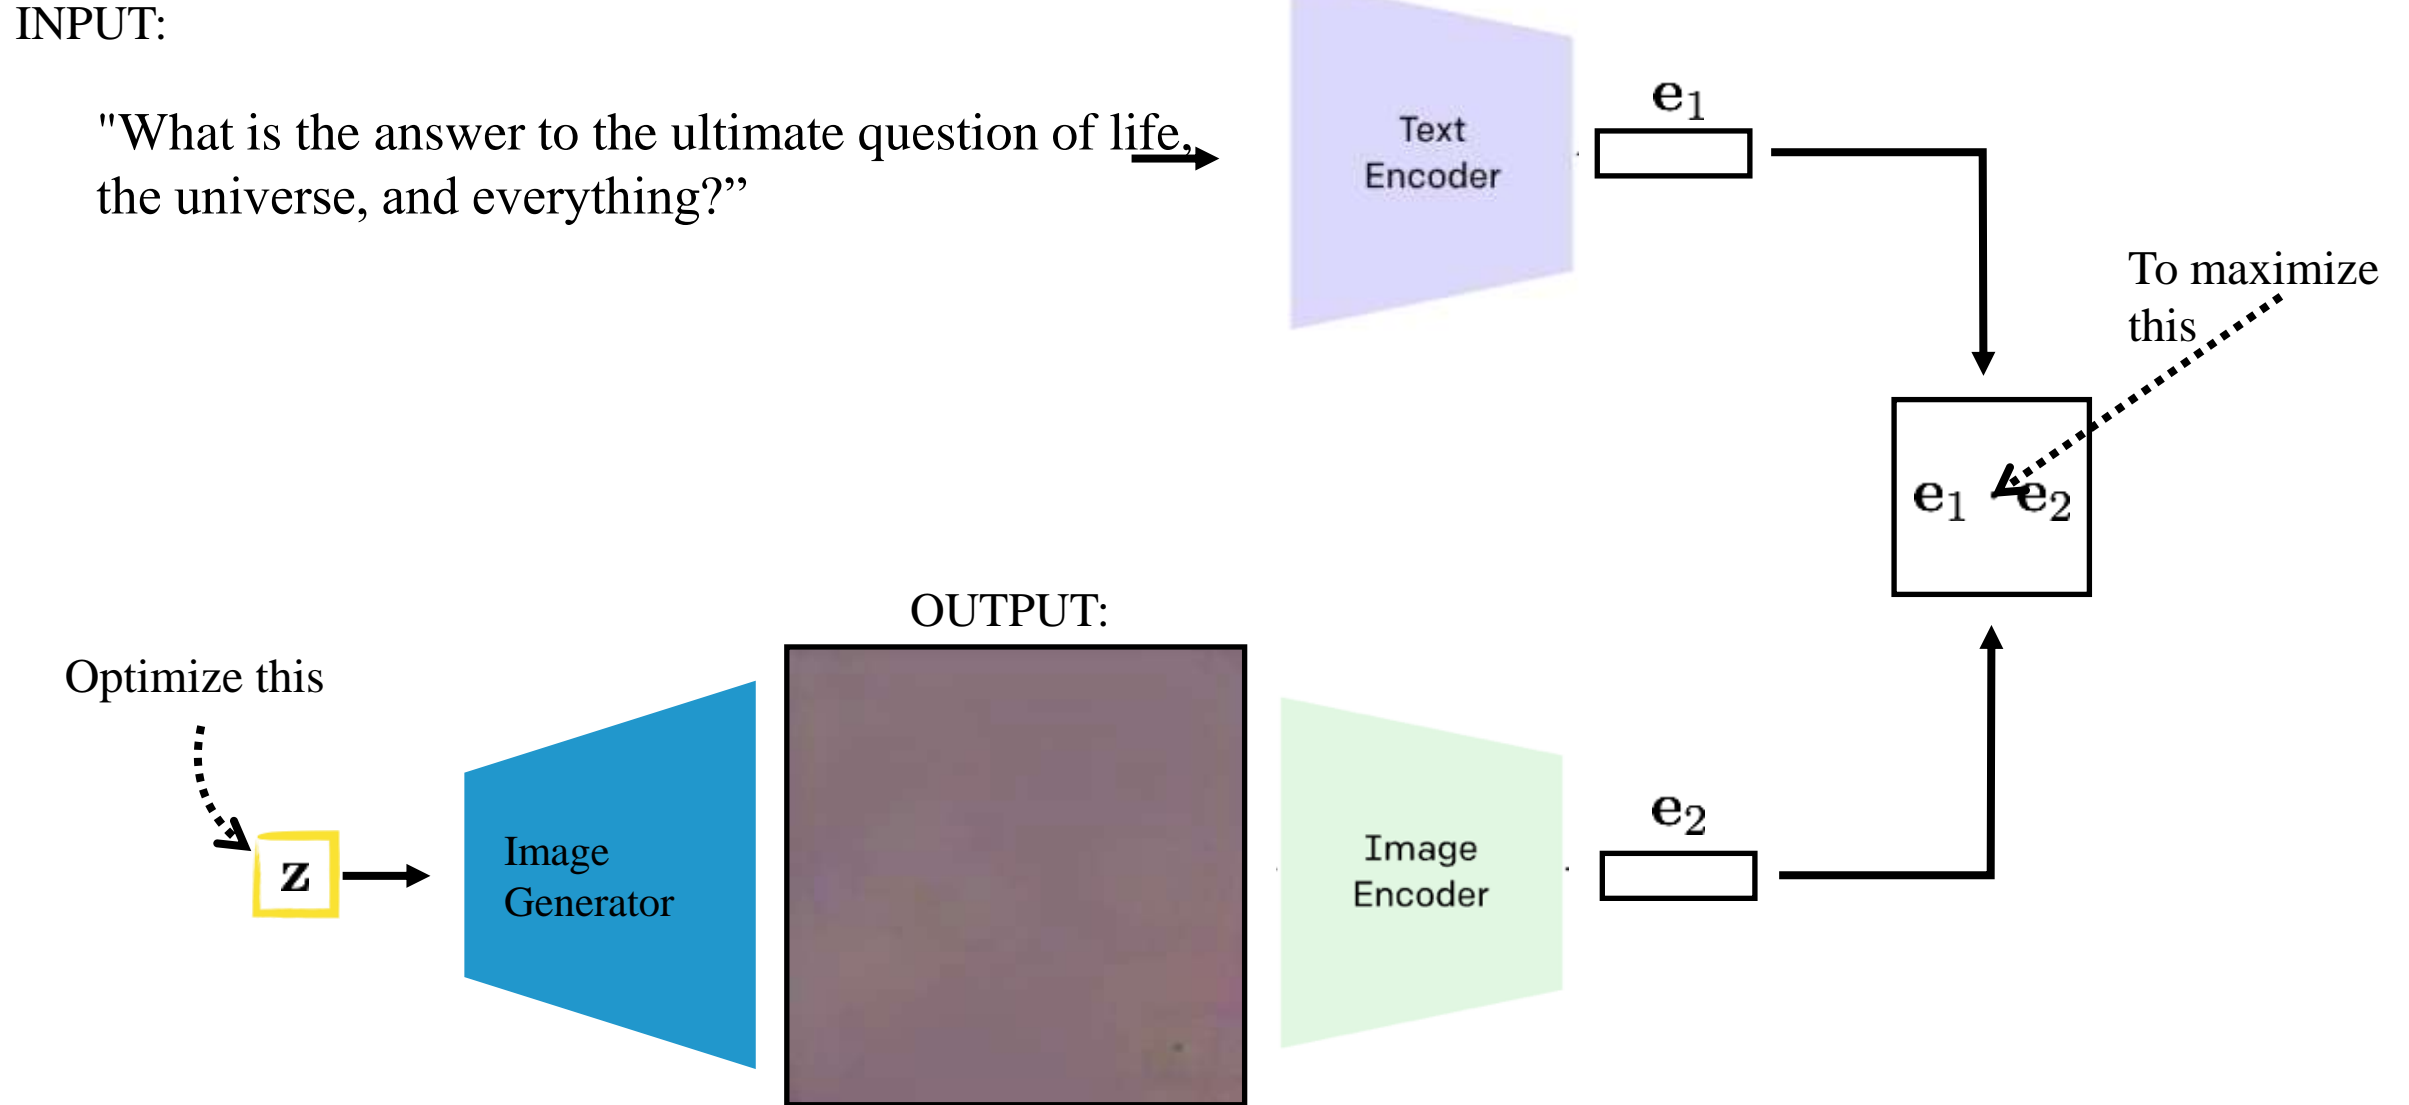 INPUT:
"What is the answer to the ultimate question of life,
the universe, and everything?”
Text
Encoder
e₁
To maximize
this
e₁ · e₂
OUTPUT:
Optimize this
z
Image
Generator
Image
Encoder
e₂